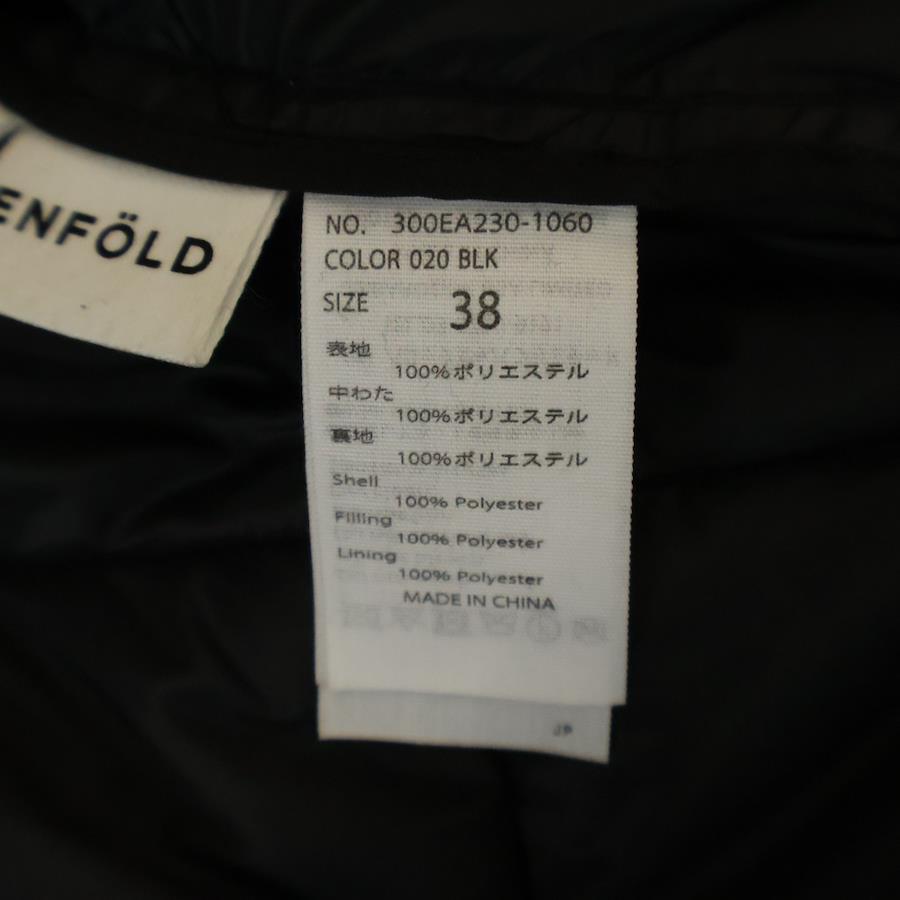 ENFÖLD
NO. 300EA230-1060
COLOR 020 BLK
SIZE 38
表地
100%ポリエステル
中わた
100%ポリエステル
裏地
100%ポリエステル
Shell
100% Polyester
Filling
100% Polyester
Lining
100% Polyester
MADE IN CHINA
JP